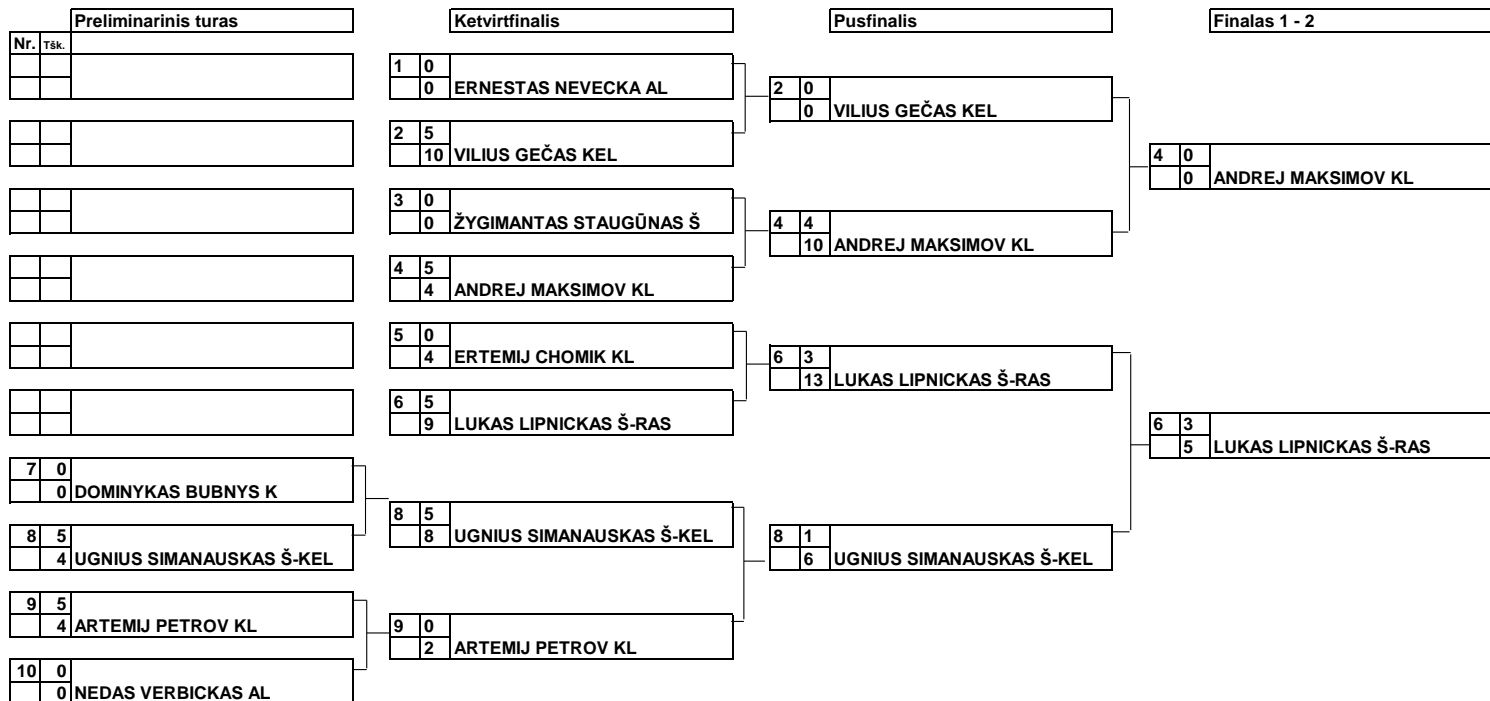 Preliminarinis turas Ketvirtfinalis Pusfinalis Finalas 1 - 2
Nr. Tšk.
1 0
0 ERNESTAS NEVECKA AL
2 0
0 VILIUS GEČAS KEL
2 5
10 VILIUS GEČAS KEL
4 0
0 ANDREJ MAKSIMOV KL
3 0
0 ŽYGIMANTAS STAUGŪNAS Š
4 4
10 ANDREJ MAKSIMOV KL
4 5
4 ANDREJ MAKSIMOV KL
5 0
4 ERTEMIJ CHOMIK KL
6 3
13 LUKAS LIPNICKAS Š-RAS
6 5
9 LUKAS LIPNICKAS Š-RAS
6 3
5 LUKAS LIPNICKAS Š-RAS
7 0
0 DOMINYKAS BUBNYS K
8 5
8 UGNIUS SIMANAUSKAS Š-KEL
8 5
4 UGNIUS SIMANAUSKAS Š-KEL
8 1
6 UGNIUS SIMANAUSKAS Š-KEL
9 5
4 ARTEMIJ PETROV KL
9 0
2 ARTEMIJ PETROV KL
10 0
0 NEDAS VERBICKAS AL